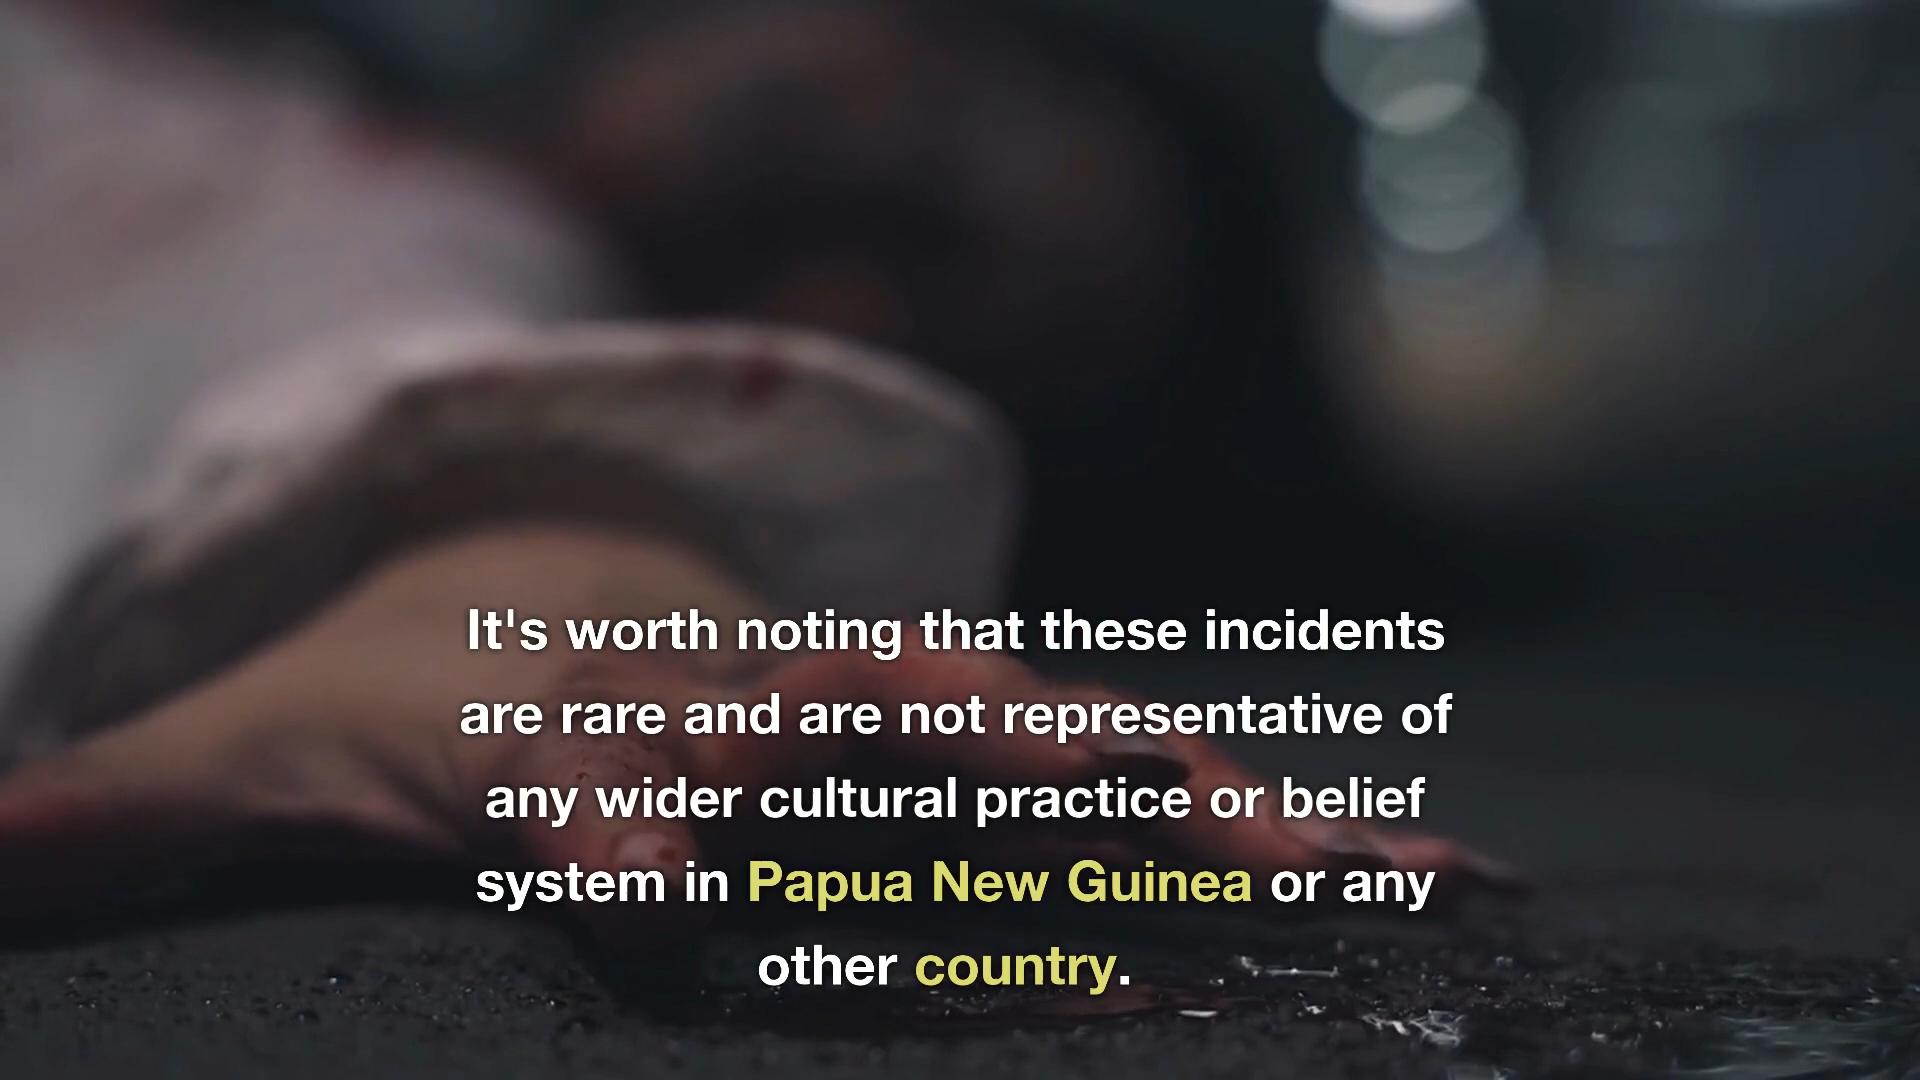 It's worth noting that these incidents
are rare and are not representative of
any wider cultural practice or belief
system in Papua New Guinea or any
other country.